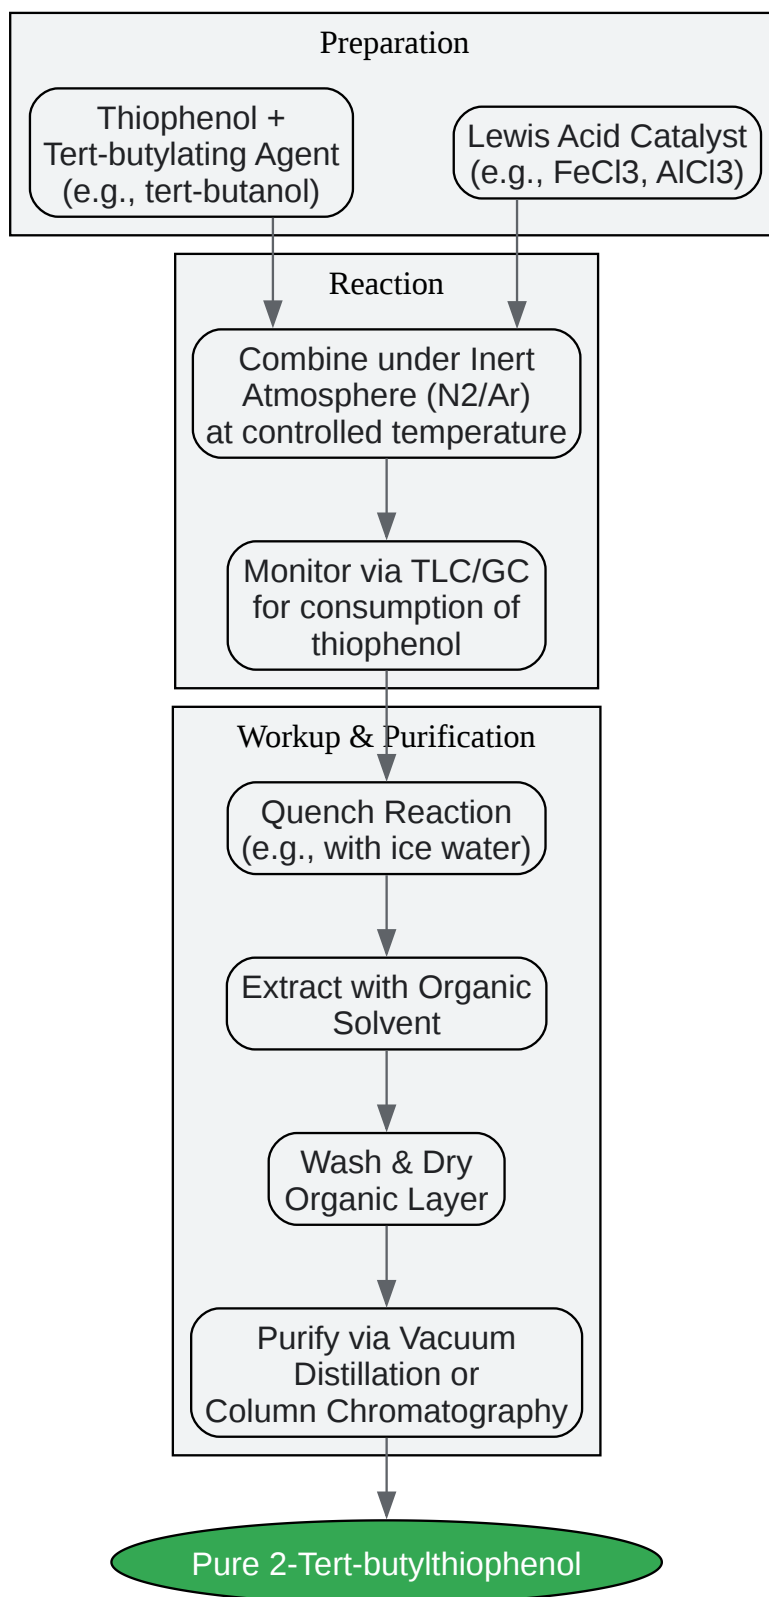 Preparation
Thiophenol +
Tert-butylating Agent
(e.g., tert-butanol)
Lewis Acid Catalyst
(e.g., FeCl3, AlCl3)
Reaction
Combine under Inert
Atmosphere (N2/Ar)
at controlled temperature
Monitor via TLC/GC
for consumption of
thiophenol
Workup & Purification
Quench Reaction
(e.g., with ice water)
Extract with Organic
Solvent
Wash & Dry
Organic Layer
Purify via Vacuum
Distillation or
Column Chromatography
Pure 2-Tert-butylthiophenol